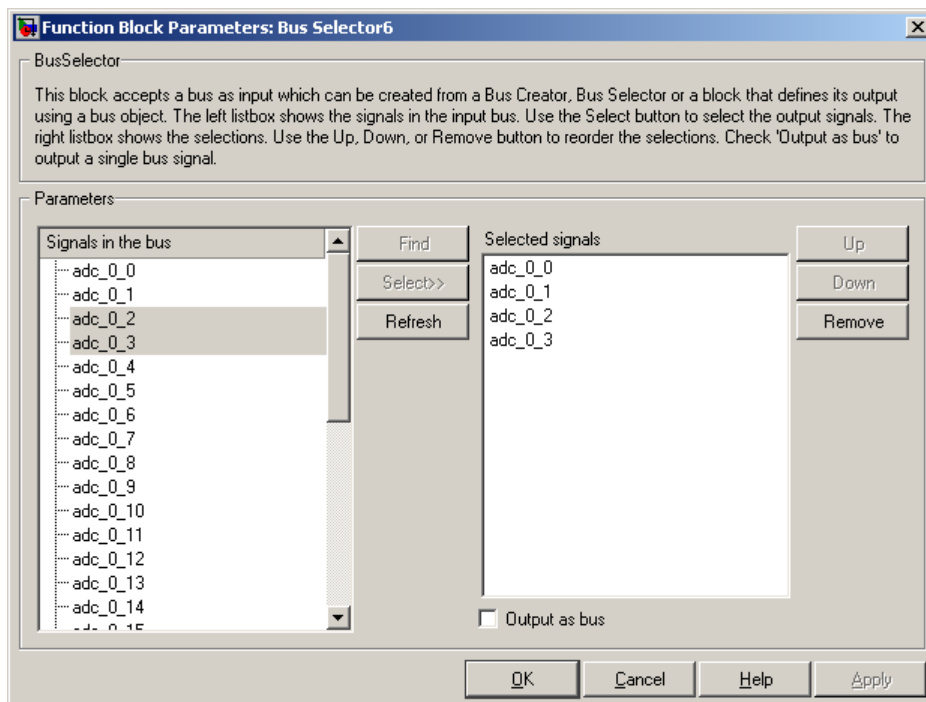 Function Block Parameters: Bus Selector6
BusSelector
This block accepts a bus as input which can be created from a Bus Creator, Bus Selector or a block that defines its output
using a bus object. The left listbox shows the signals in the input bus. Use the Select button to select the output signals. The
right listbox shows the selections. Use the Up, Down, or Remove button to reorder the selections. Check 'Output as bus' to
output a single bus signal.
Parameters
Signals in the bus
adc_0_0
adc_0_1
adc_0_2
adc_0_3
adc_0_4
adc_0_5
adc_0_6
adc_0_7
adc_0_8
adc_0_9
adc_0_10
adc_0_11
adc_0_12
adc_0_13
adc_0_14
adc_0_15
Find
Select>>
Refresh
Selected signals
adc_0_0
adc_0_1
adc_0_2
adc_0_3
Output as bus
Up
Down
Remove
OK
Cancel
Help
Apply